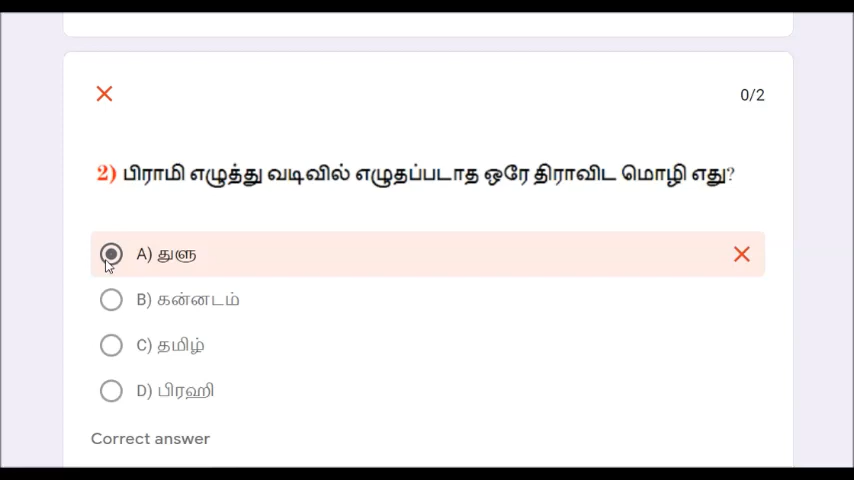 0/2
2) பிராமி எழுத்து வடிவில் எழுதப்படாத ஒரே திராவிட மொழி எது?
A) துளு
B) கன்னடம்
C) தமிழ்
D) பிரஹி
Correct answer